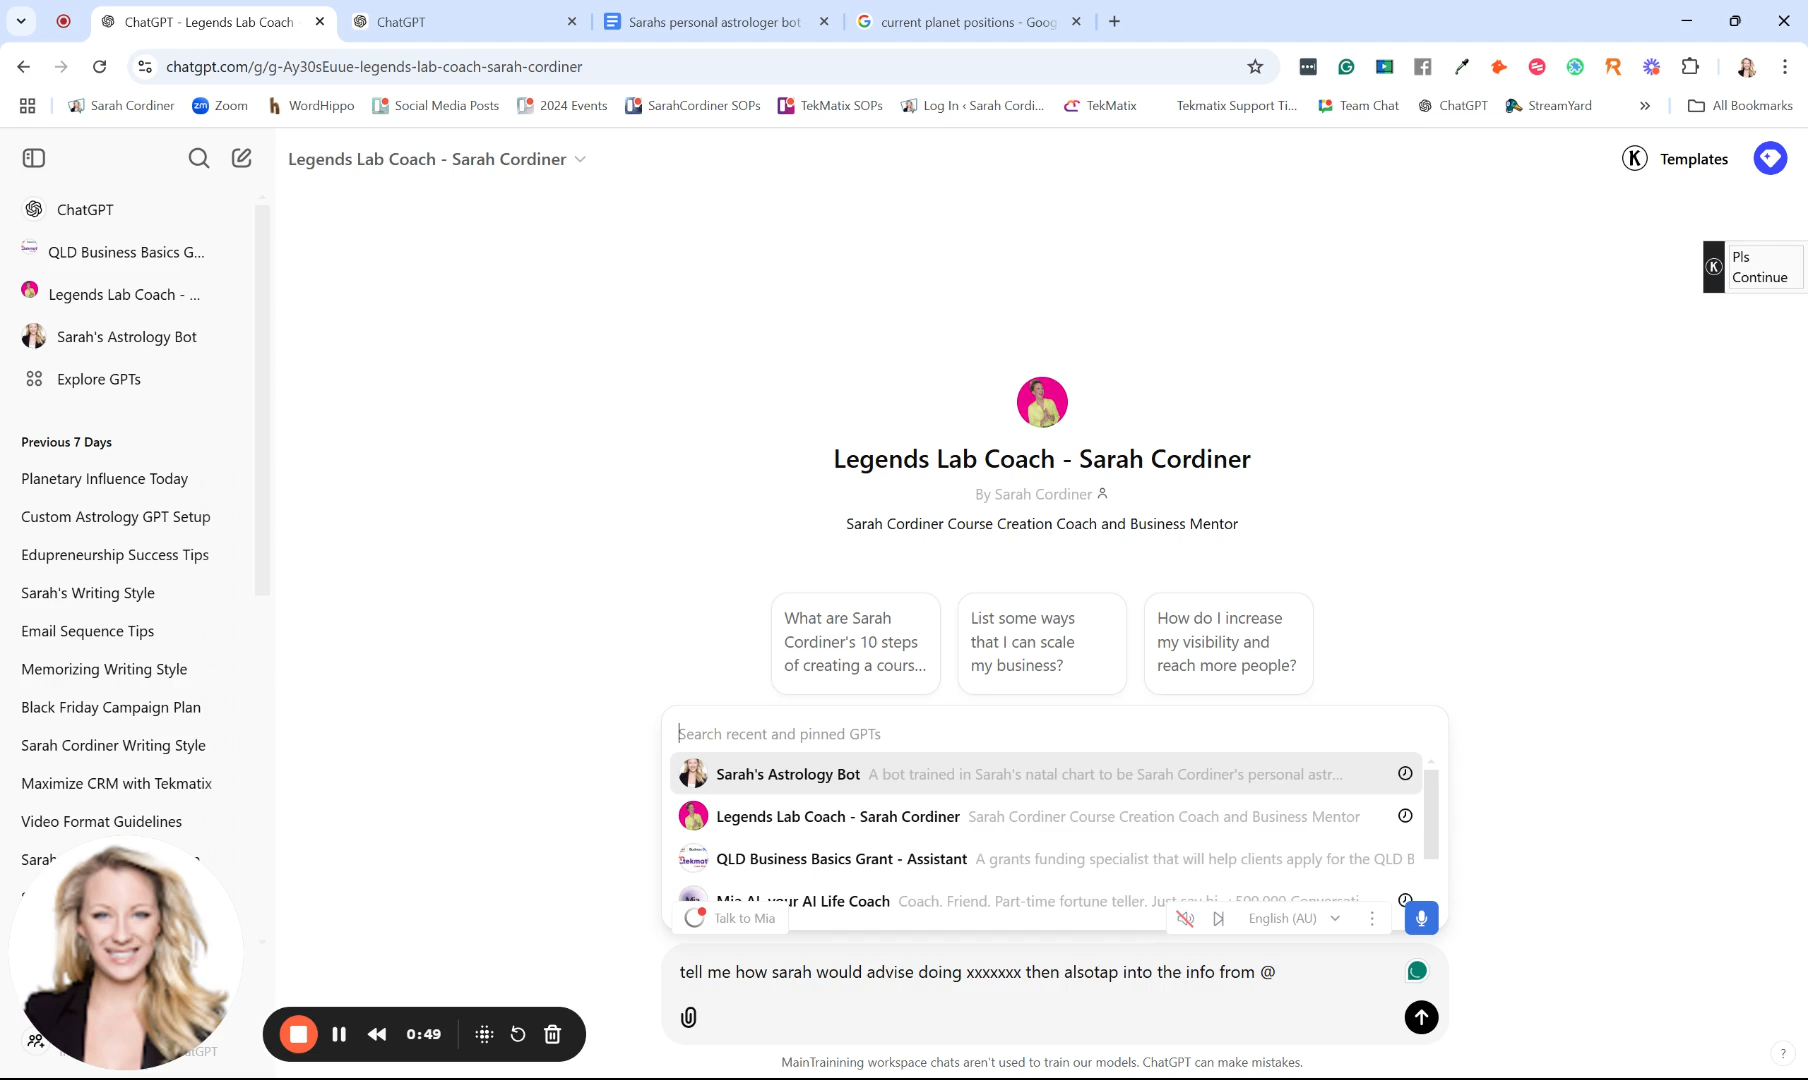 ChatGPT - Legends Lab Coach
ChatGPT
Sarahs personal astrologer bot
current planet positions - Goog
chatgpt.com/g/g-Ay30sEuue-legends-lab-coach-sarah-cordiner
Sarah Cordiner
zm Zoom
WordHippo
Social Media Posts
2024 Events
SarahCordiner SOPs
TekMatix SOPs
Log In ‹ Sarah Cordi...
TekMatix
Tekmatix Support Ti...
Team Chat
ChatGPT
StreamYard
»
All Bookmarks
Legends Lab Coach - Sarah Cordiner
K Templates
ChatGPT
QLD Business Basics G...
Legends Lab Coach - ...
Sarah's Astrology Bot
Explore GPTs
Pls
K
Continue
Previous 7 Days
Planetary Influence Today
Custom Astrology GPT Setup
Edupreneurship Success Tips
Sarah's Writing Style
Email Sequence Tips
Memorizing Writing Style
Black Friday Campaign Plan
Sarah Cordiner Writing Style
Maximize CRM with Tekmatix
Video Format Guidelines
Sarah
Legends Lab Coach - Sarah Cordiner
By Sarah Cordiner
Sarah Cordiner Course Creation Coach and Business Mentor
What are Sarah
Cordiner's 10 steps
of creating a cours...
List some ways
that I can scale
my business?
How do I increase
my visibility and
reach more people?
Search recent and pinned GPTs
Sarah's Astrology Bot A bot trained in Sarah's natal chart to be Sarah Cordiner's personal astr...
Legends Lab Coach - Sarah Cordiner Sarah Cordiner Course Creation Coach and Business Mentor
QLD Business Basics Grant - Assistant A grants funding specialist that will help clients apply for the QLD B
Mia AI, your AI Life Coach Coach. Friend. Part-time fortune teller. Just say hi.
Talk to Mia
English (AU)
tell me how sarah would advise doing xxxxxxx then alsotap into the info from @
0:49
MainTrainining workspace chats aren't used to train our models. ChatGPT can make mistakes.
?